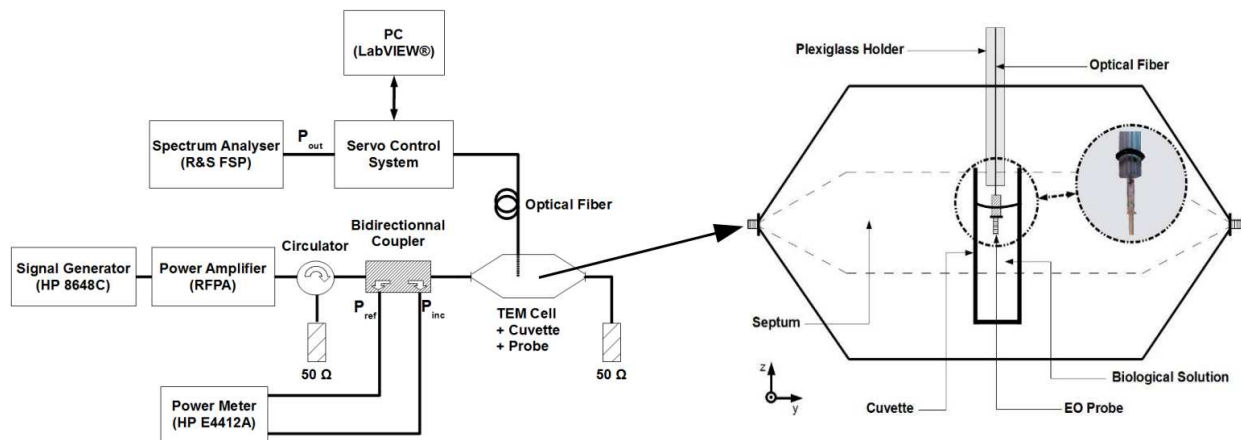 PC
(LabVIEW®)
Spectrum Analyser
(R&S FSP)
Pout
Servo Control
System
Optical Fiber
Signal Generator
(HP 8648C)
Power Amplifier
(RFPA)
Circulator
Bidirectionnal
Coupler
Pref
Pinc
50 Ω
TEM Cell
+ Cuvette
+ Probe
50 Ω
Power Meter
(HP E4412A)
Plexiglass Holder
Optical Fiber
Septum
z
y
Cuvette
EO Probe
Biological Solution